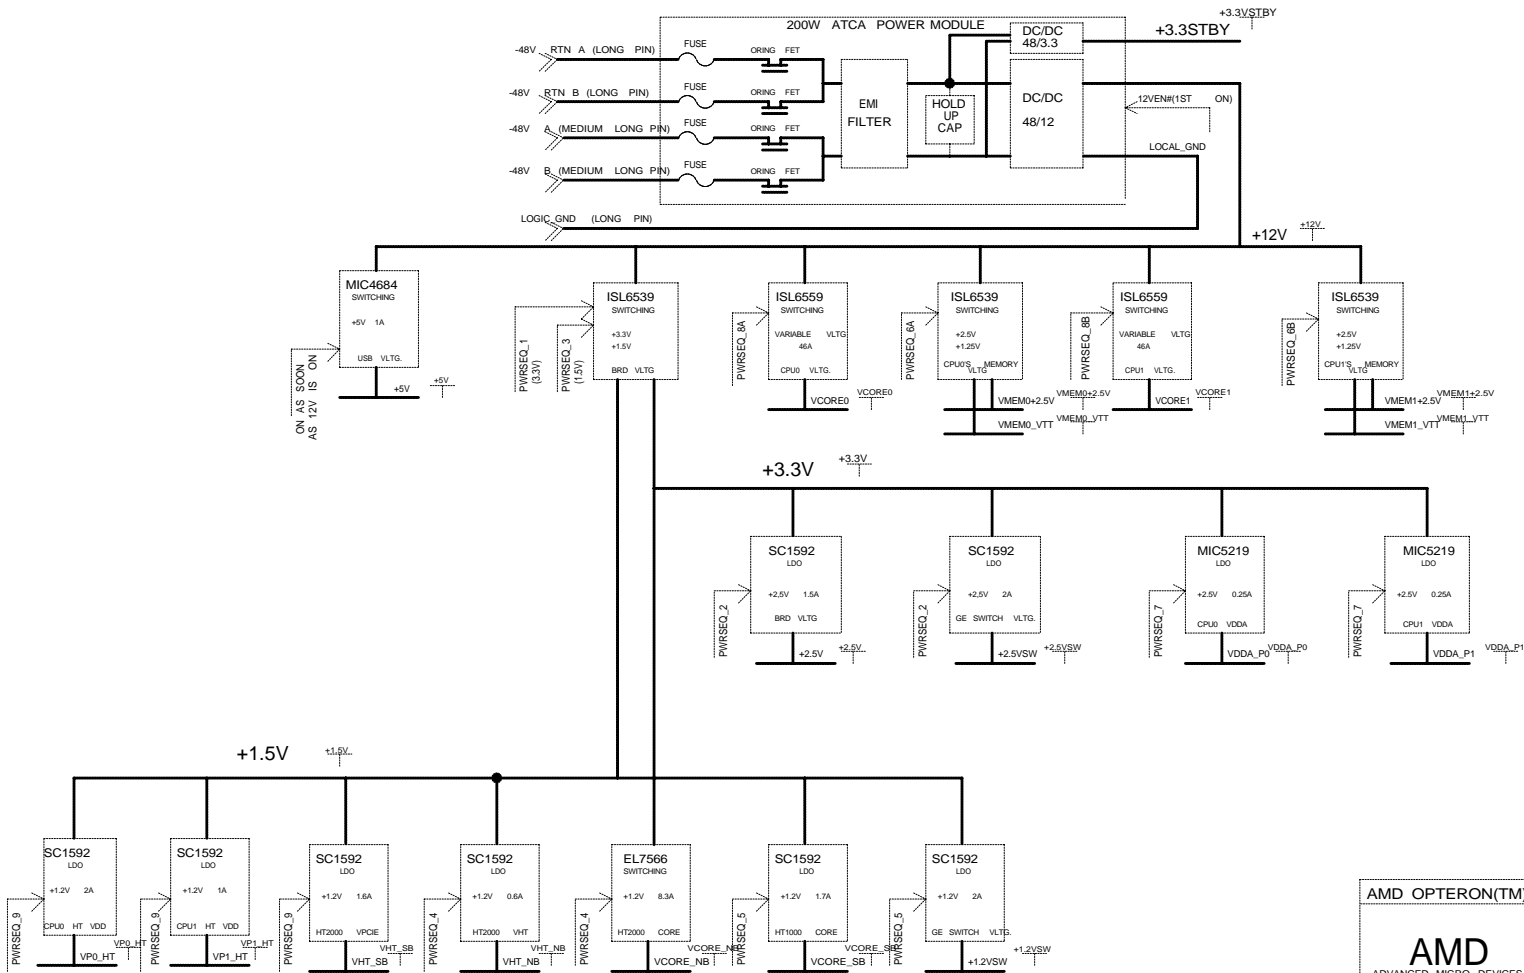 +3.3VSTBY
200W ATCA POWER MODULE
+3.3STBY
DC/DC
48/3.3
-48V RTN A (LONG PIN)
FUSE
ORING FET
-48V RTN B (LONG PIN)
FUSE
ORING FET
-48V A (MEDIUM LONG PIN)
FUSE
ORING FET
-48V B (MEDIUM LONG PIN)
FUSE
ORING FET
EMI
FILTER
HOLD
UP
CAP
DC/DC
48/12
12VEN#(1ST ON)
LOCAL_GND
LOGIC_GND (LONG PIN)
+12V
+12V
MIC4684
SWITCHING
+5V 1A
USB VLTG.
ON AS SOON
AS 12V IS ON
+5V
+5V
ISL6539
SWITCHING
+3.3V
+1.5V
BRD VLTG
PWRSEQ_1
(3.3V)
PWRSEQ_3
(1.5V)
ISL6559
SWITCHING
VARIABLE VLTG
46A
CPU0 VLTG.
PWRSEQ_8A
VCORE0
VCORE0
ISL6539
SWITCHING
+2.5V
+1.25V
CPU0'S MEMORY
VLTG
PWRSEQ_6A
VMEM0+2.5V
VMEM0+2.5V
VMEM0_VTT
VMEM0_VTT
ISL6559
SWITCHING
VARIABLE VLTG
46A
CPU1 VLTG.
PWRSEQ_8B
VCORE1
VCORE1
ISL6539
SWITCHING
+2.5V
+1.25V
CPU1'S MEMORY
VLTG
PWRSEQ_6B
VMEM1+2.5V
VMEM1+2.5V
VMEM1_VTT
VMEM1_VTT
+3.3V
+3.3V
SC1592
LDO
+2.5V 1.5A
BRD VLTG
PWRSEQ_2
+2.5V
+2.5V
SC1592
LDO
+2.5V 2A
GE SWITCH VLTG.
PWRSEQ_2
+2.5VSW
+2.5VSW
MIC5219
LDO
+2.5V 0.25A
CPU0 VDDA
PWRSEQ_7
VDDA_P0
VDDA_P0
MIC5219
LDO
+2.5V 0.25A
CPU1 VDDA
PWRSEQ_7
VDDA_P1
VDDA_P1
+1.5V
+1.5V
SC1592
LDO
+1.2V 2A
CPU0 HT VDD
PWRSEQ_9
VP0_HT
VP0_HT
SC1592
LDO
+1.2V 1A
CPU1 HT VDD
PWRSEQ_9
VP1_HT
VP1_HT
SC1592
LDO
+1.2V 1.6A
HT2000 VPCIE
PWRSEQ_9
VHT_SB
VHT_SB
SC1592
LDO
+1.2V 0.6A
HT2000 VHT
PWRSEQ_4
VHT_NB
VHT_NB
EL7566
SWITCHING
+1.2V 8.3A
HT2000 CORE
PWRSEQ_4
VCORE_NB
VCORE_NB
SC1592
LDO
+1.2V 1.7A
HT1000 CORE
PWRSEQ_5
VCORE_SB
VCORE_SB
SC1592
LDO
+1.2V 2A
GE SWITCH VLTG.
PWRSEQ_5
+1.2VSW
+1.2VSW
AMD OPTERON(TM)
AMD
ADVANCED MICRO DEVICES